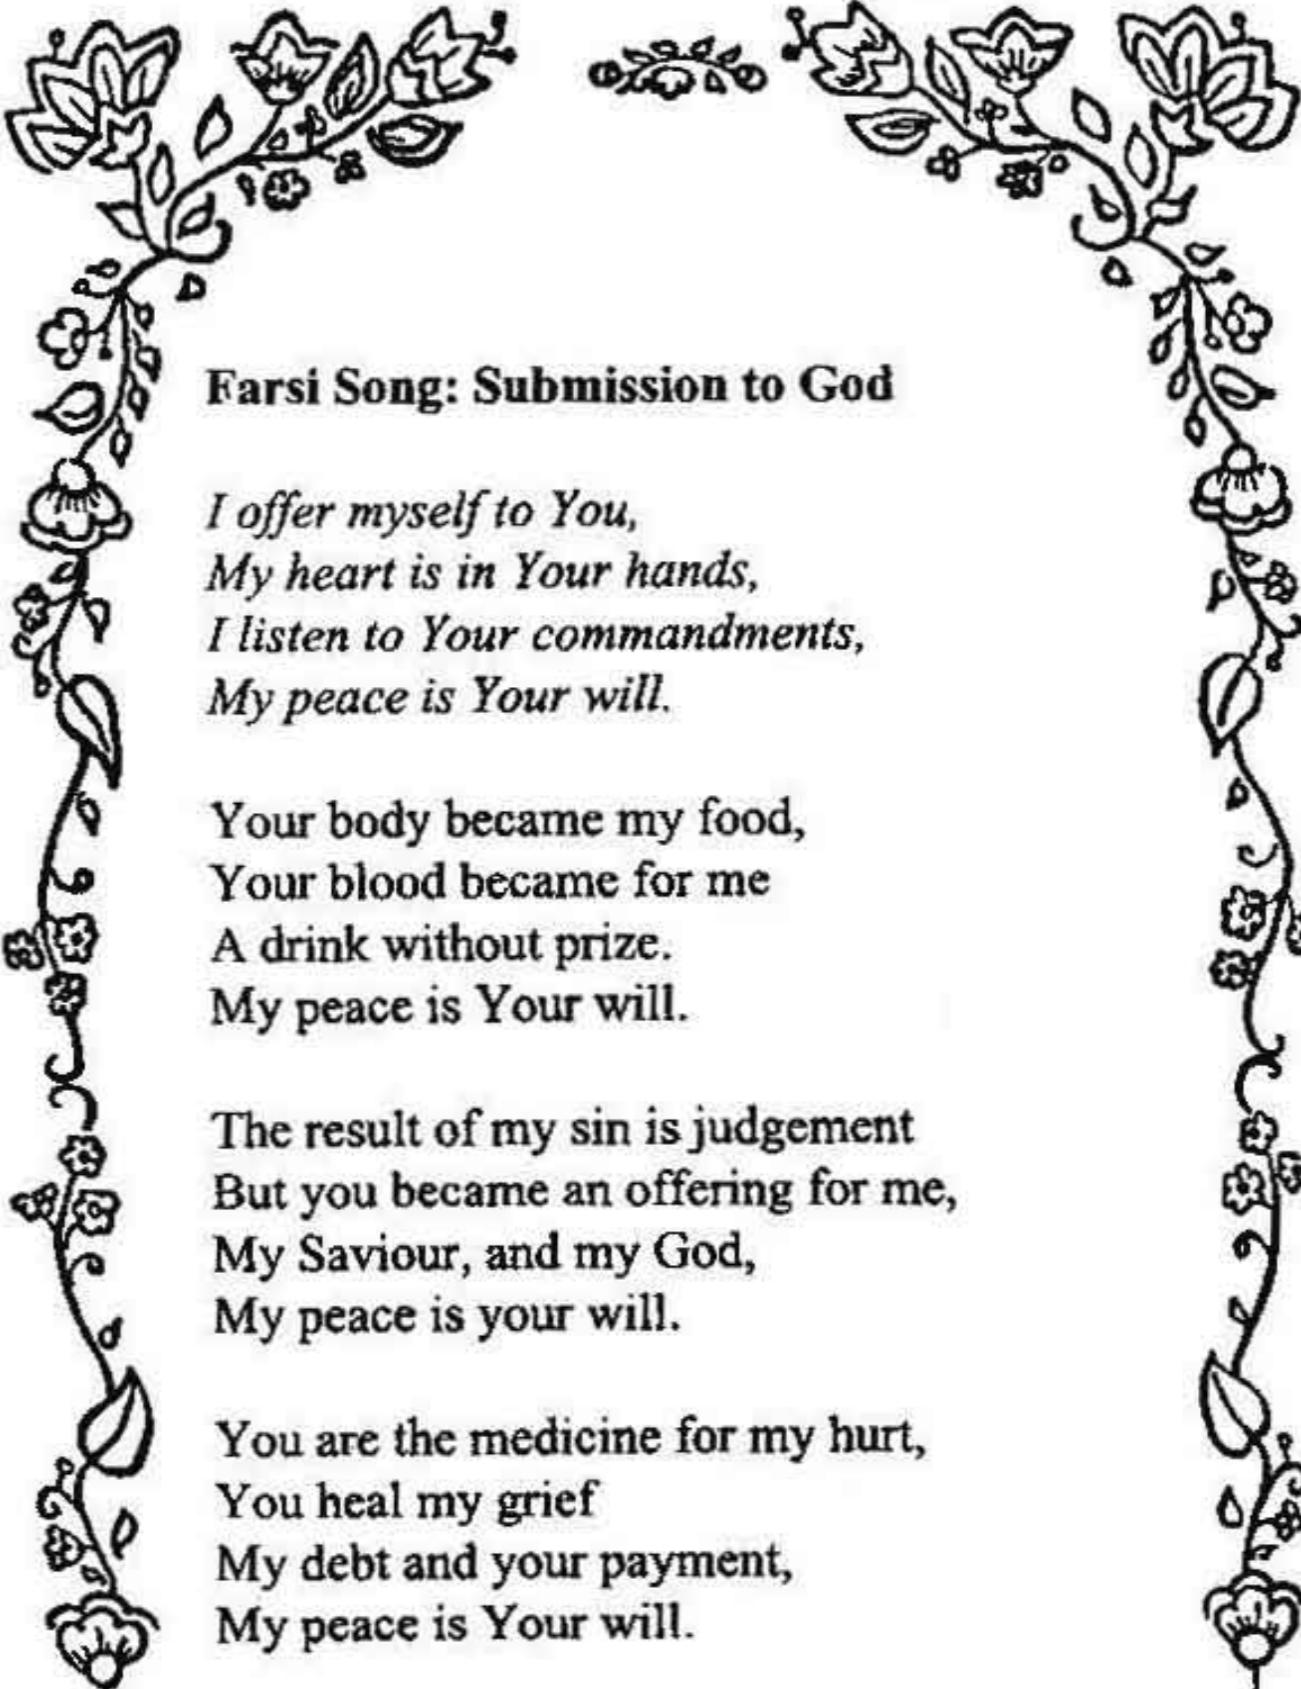 Farsi Song: Submission to God
I offer myself to You,
My heart is in Your hands,
I listen to Your commandments,
My peace is Your will.
Your body became my food,
Your blood became for me
A drink without prize.
My peace is Your will.
The result of my sin is judgement
But you became an offering for me,
My Saviour, and my God,
My peace is your will.
You are the medicine for my hurt,
You heal my grief
My debt and your payment,
My peace is Your will.